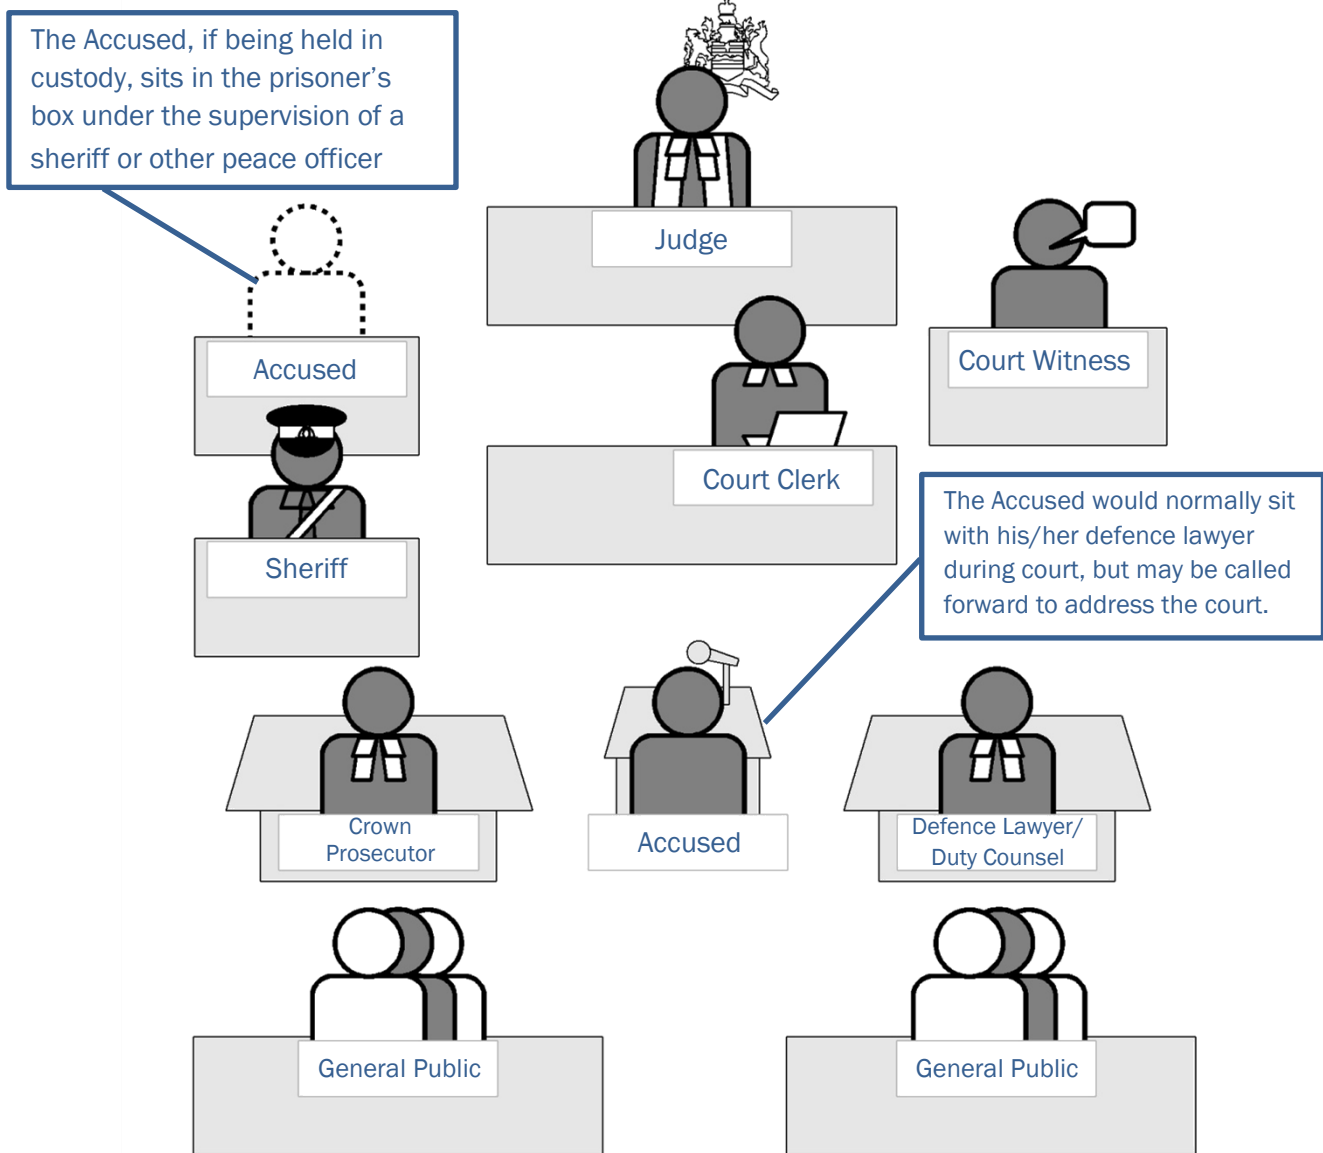 The Accused, if being held in
custody, sits in the prisoner’s
box under the supervision of a
sheriff or other peace officer
Judge
Court Witness
Accused
Court Clerk
The Accused would normally sit
with his/her defence lawyer
during court, but may be called
forward to address the court.
Sheriff
Crown
Prosecutor
Accused
Defence Lawyer/
Duty Counsel
General Public
General Public